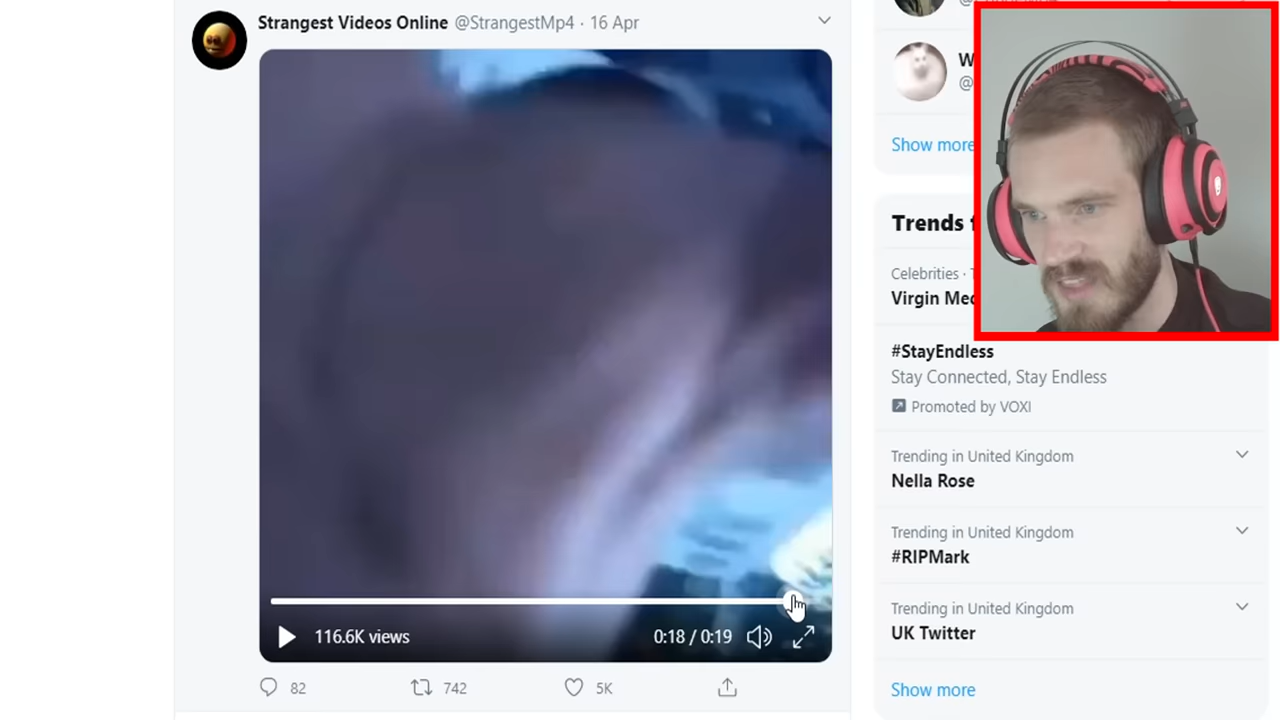 Strangest Videos Online @StrangestMp4 · 16 Apr
116.6K views
0:18 / 0:19
82
742
5K
W
@
Show more
Trends
Celebrities ·
Virgin
#StayEndless
Stay Connected, Stay Endless
Promoted by VOXI
Trending in United Kingdom
Nella Rose
Trending in United Kingdom
#RIPMark
Trending in United Kingdom
UK Twitter
Show more